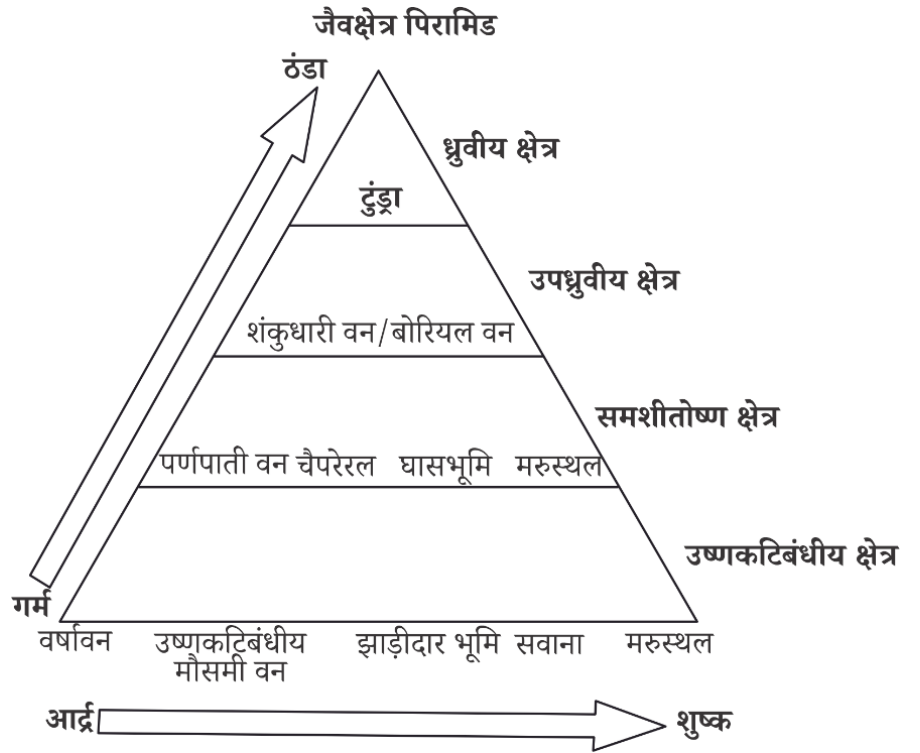 जैवक्षेत्र पिरामिड
ठंडा
ध्रुवीय क्षेत्र
टुंड्रा
उपध्रुवीय क्षेत्र
शंकुधारी वन/बोरियल वन
समशीतोष्ण क्षेत्र
पर्णपाती वन चैपरेरल घासभूमि मरुस्थल
उष्णकटिबंधीय क्षेत्र
गर्म
वर्षावन उष्णकटिबंधीय झाड़ीदार भूमि सवाना मरुस्थल
मौसमी वन
आर्द्र शुष्क